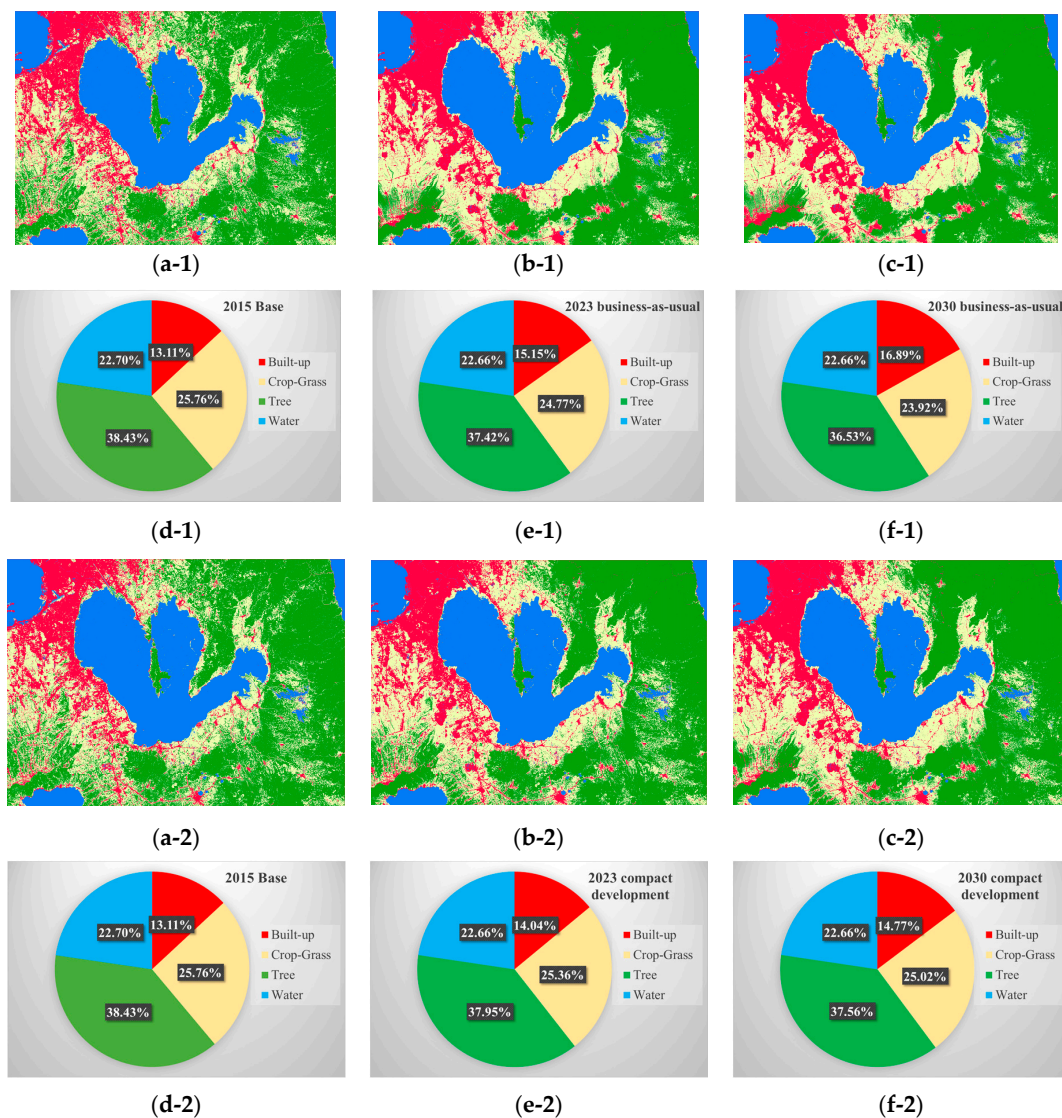 (a-1)
(b-1)
(c-1)
2015 Base
22.70%
13.11%
25.76%
38.43%
Built-up
Crop-Grass
Tree
Water
2023 business-as-usual
22.66%
15.15%
24.77%
37.42%
Built-up
Crop-Grass
Tree
Water
2030 business-as-usual
22.66%
16.89%
23.92%
36.53%
Built-up
Crop-Grass
Tree
Water
(d-1)
(e-1)
(f-1)
(a-2)
(b-2)
(c-2)
2015 Base
22.70%
13.11%
25.76%
38.43%
Built-up
Crop-Grass
Tree
Water
2023 compact
development
22.66%
14.04%
25.36%
37.95%
Built-up
Crop-Grass
Tree
Water
2030 compact
development
22.66%
14.77%
25.02%
37.56%
Built-up
Crop-Grass
Tree
Water
(d-2)
(e-2)
(f-2)